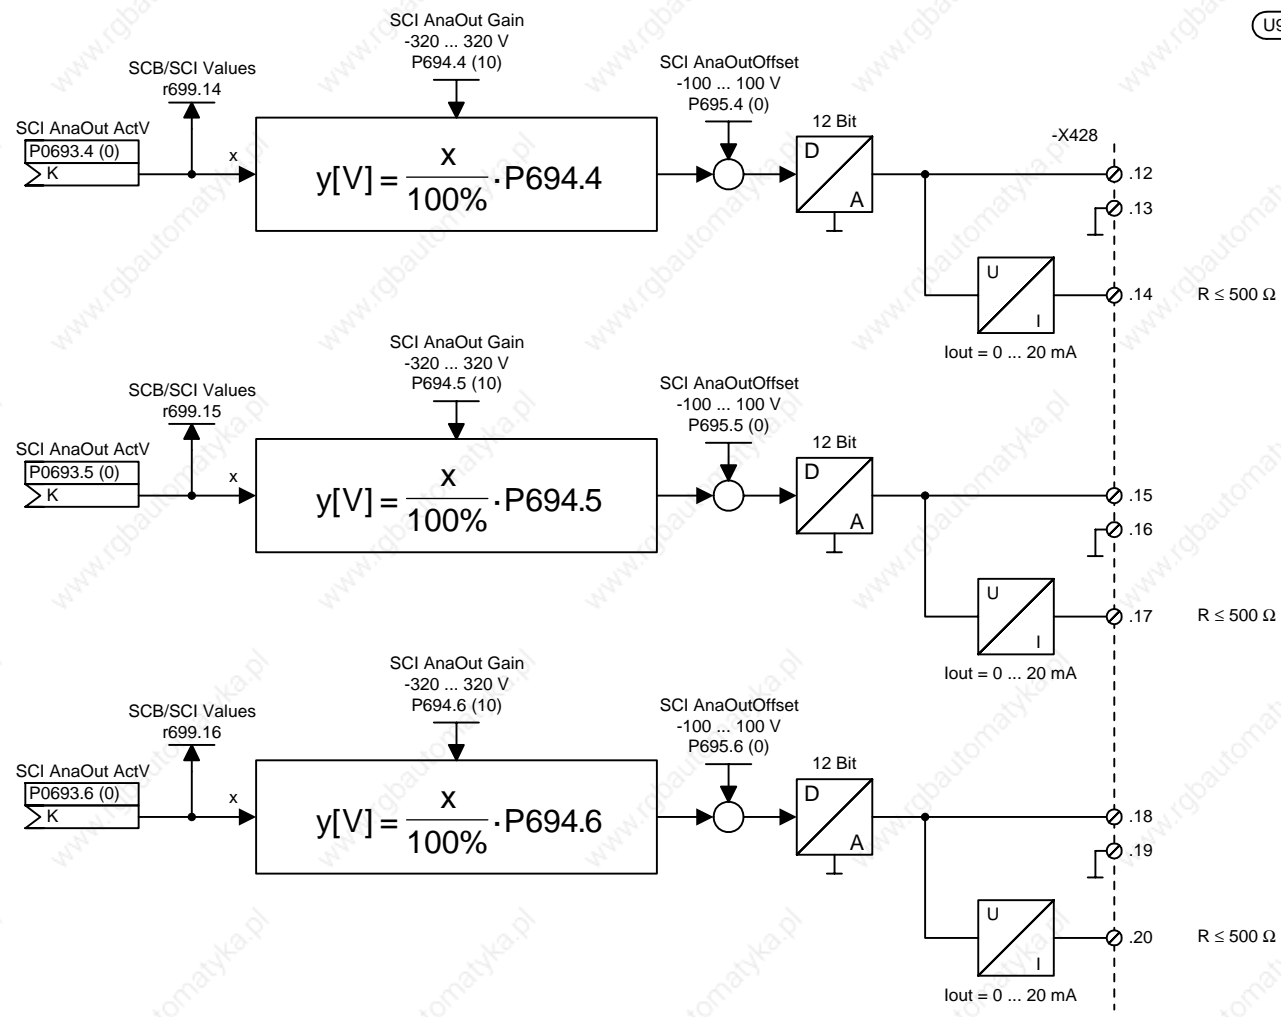 U9
SCI AnaOut Gain
-320 ... 320 V
P694.4 (10)
SCB/SCI Values
r699.14
SCI AnaOutOffset
-100 ... 100 V
P695.4 (0)
SCI AnaOut ActV
P0693.4 (0)
K
x
y[V] = x/100% · P694.4
12 Bit
D
A
-X428
.12
.13
U
I
.14
R ≤ 500 Ω
Iout = 0 ... 20 mA
SCI AnaOut Gain
-320 ... 320 V
P694.5 (10)
SCB/SCI Values
r699.15
SCI AnaOutOffset
-100 ... 100 V
P695.5 (0)
SCI AnaOut ActV
P0693.5 (0)
K
x
y[V] = x/100% · P694.5
12 Bit
D
A
.15
.16
U
I
.17
R ≤ 500 Ω
Iout = 0 ... 20 mA
SCI AnaOut Gain
-320 ... 320 V
P694.6 (10)
SCB/SCI Values
r699.16
SCI AnaOutOffset
-100 ... 100 V
P695.6 (0)
SCI AnaOut ActV
P0693.6 (0)
K
x
y[V] = x/100% · P694.6
12 Bit
D
A
.18
.19
U
I
.20
R ≤ 500 Ω
Iout = 0 ... 20 mA
www.rgbautomatyka.pl